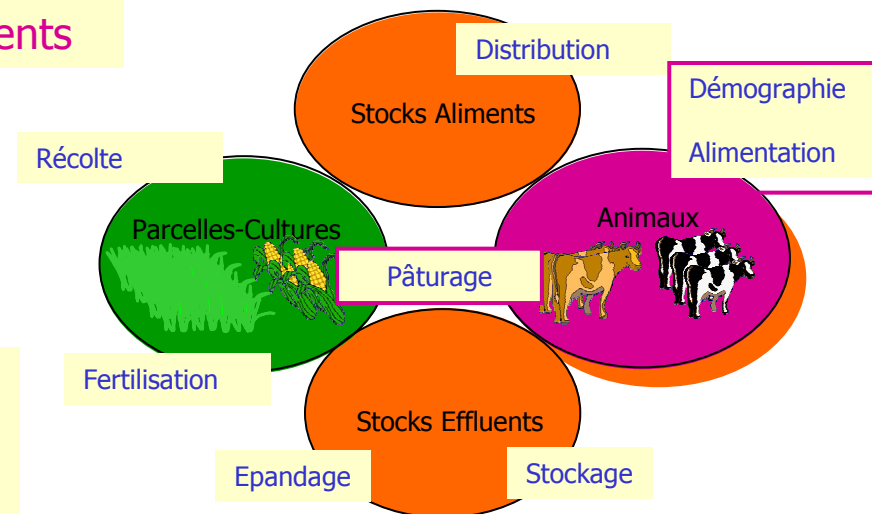 ents
Distribution
Démographie
Stocks Aliments
Alimentation
Récolte
Parcelles-Cultures
Animaux
Pâturage
Fertilisation
Stocks Effluents
Epandage
Stockage